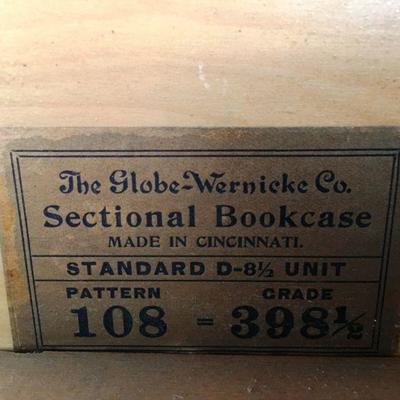 The Globe-Wernicke Co.
Sectional Bookcase
MADE IN CINCINNATI.
STANDARD D-8½ UNIT
PATTERN GRADE
108 = 398½